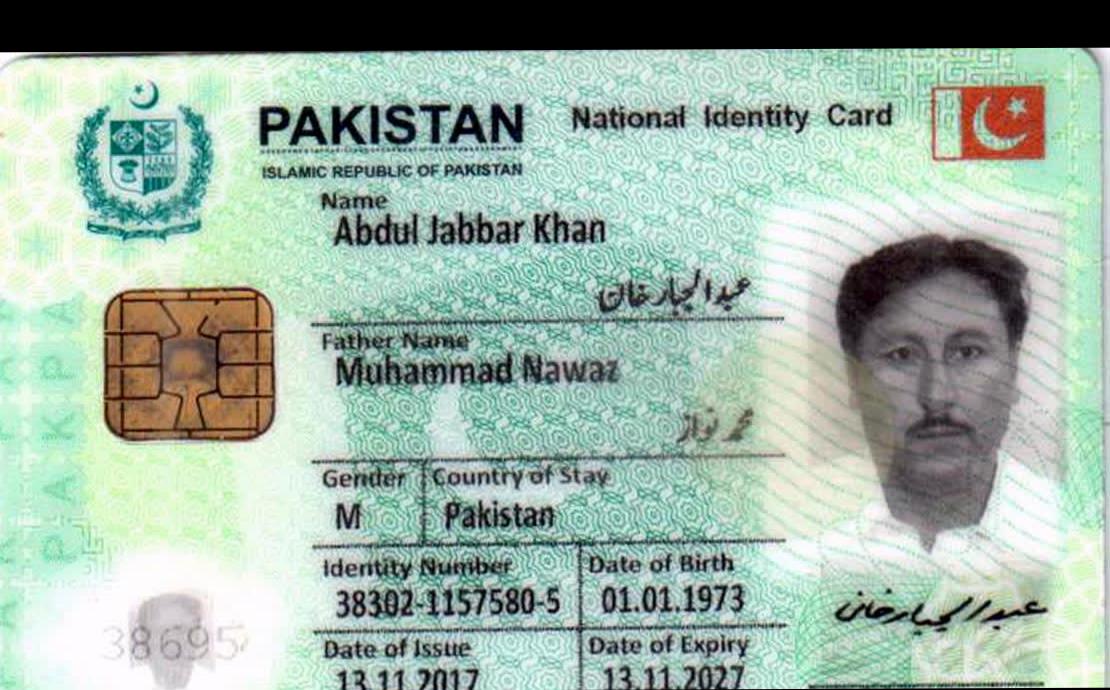 PAKISTAN National Identity Card
ISLAMIC REPUBLIC OF PAKISTAN
Name
Abdul Jabbar Khan
عبدالجبار خان
Father Name
Muhammad Nawaz
محمد نواز
Gender Country of Stay
M Pakistan
Identity Number Date of Birth
38302-1157580-5 01.01.1973
عبدالجبار خان
38695
Date of Issue Date of Expiry
13.11.2017 13.11.2027
PAKIPA